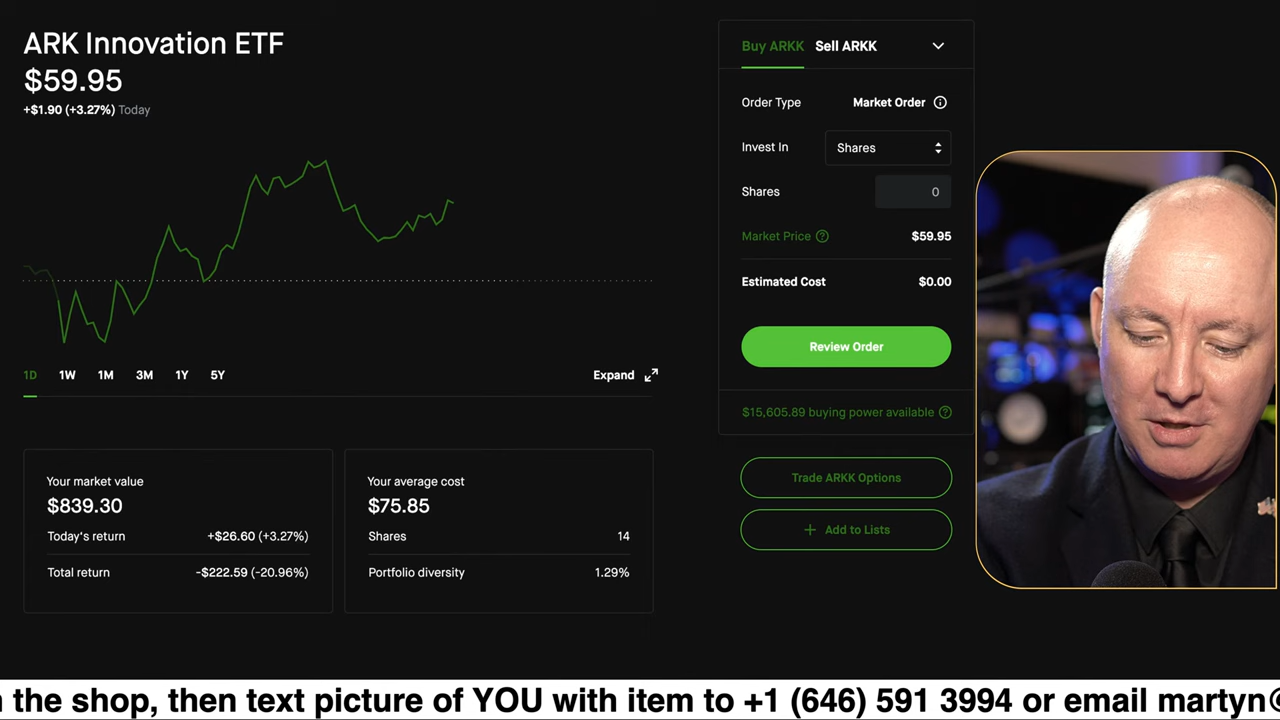 ARK Innovation ETF
$59.95
+$1.90 (+3.27%) Today
1D 1W 1M 3M 1Y 5Y
Expand
Your market value
$839.30
Today's return +$26.60 (+3.27%)
Total return -$222.59 (-20.96%)
Your average cost
$75.85
Shares 14
Portfolio diversity 1.29%
Buy ARKK Sell ARKK
Order Type Market Order
Invest In Shares
Shares 0
Market Price $59.95
Estimated Cost $0.00
Review Order
$15,605.89 buying power available
Trade ARKK Options
+ Add to Lists
the shop, then text picture of YOU with item to +1 (646) 591 3994 or email martyn@